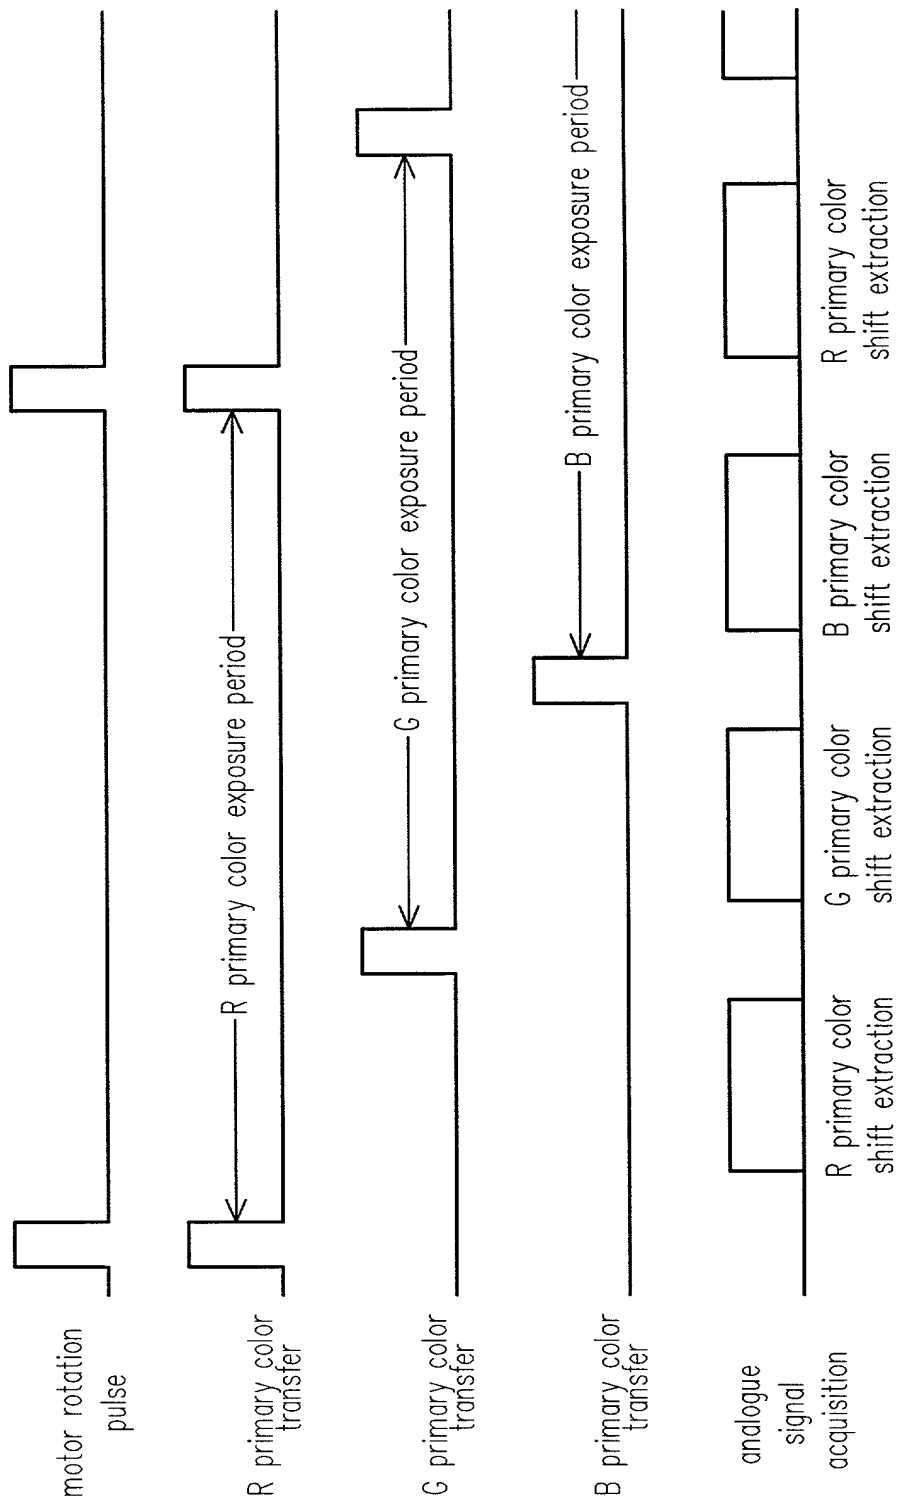 motor rotation
pulse
R primary color
transfer
R primary color exposure period
G primary color
transfer
G primary color exposure period
B primary color
transfer
B primary color exposure period
analogue
signal
acquisition
R primary color
shift extraction
G primary color
shift extraction
B primary color
shift extraction
R primary color
shift extraction